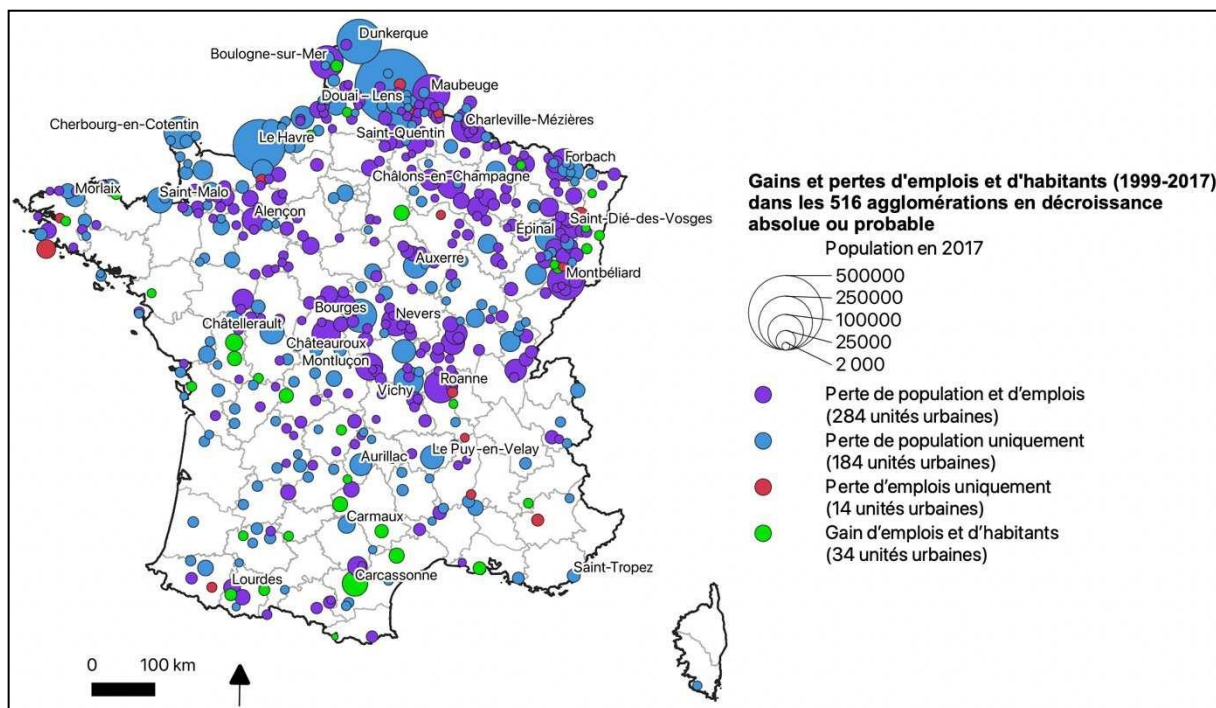 Dunkerque
Boulogne-sur-Mer
Maubeuge
Douai – Lens
Charleville-Mézières
Cherbourg-en-Cotentin
Le Havre
Saint-Quentin
Forbach
Châlons-en-Champagne
Morlaix
Saint-Malo
Alençon
Saint-Dié-des-Vosges
Épinal
Auxerre
Montbéliard
Bourges
Nevers
Châtellerault
Châteauroux
Montluçon
Roanne
Vichy
Le Puy-en-Velay
Aurillac
Carmaux
Saint-Tropez
Lourdes
Carcassonne
0 100 km
Gains et pertes d'emplois et d'habitants (1999-2017)
dans les 516 agglomérations en décroissance
absolue ou probable
Population en 2017
500000
250000
100000
25000
2 000
Perte de population et d’emplois
(284 unités urbaines)
Perte de population uniquement
(184 unités urbaines)
Perte d’emplois uniquement
(14 unités urbaines)
Gain d’emplois et d’habitants
(34 unités urbaines)